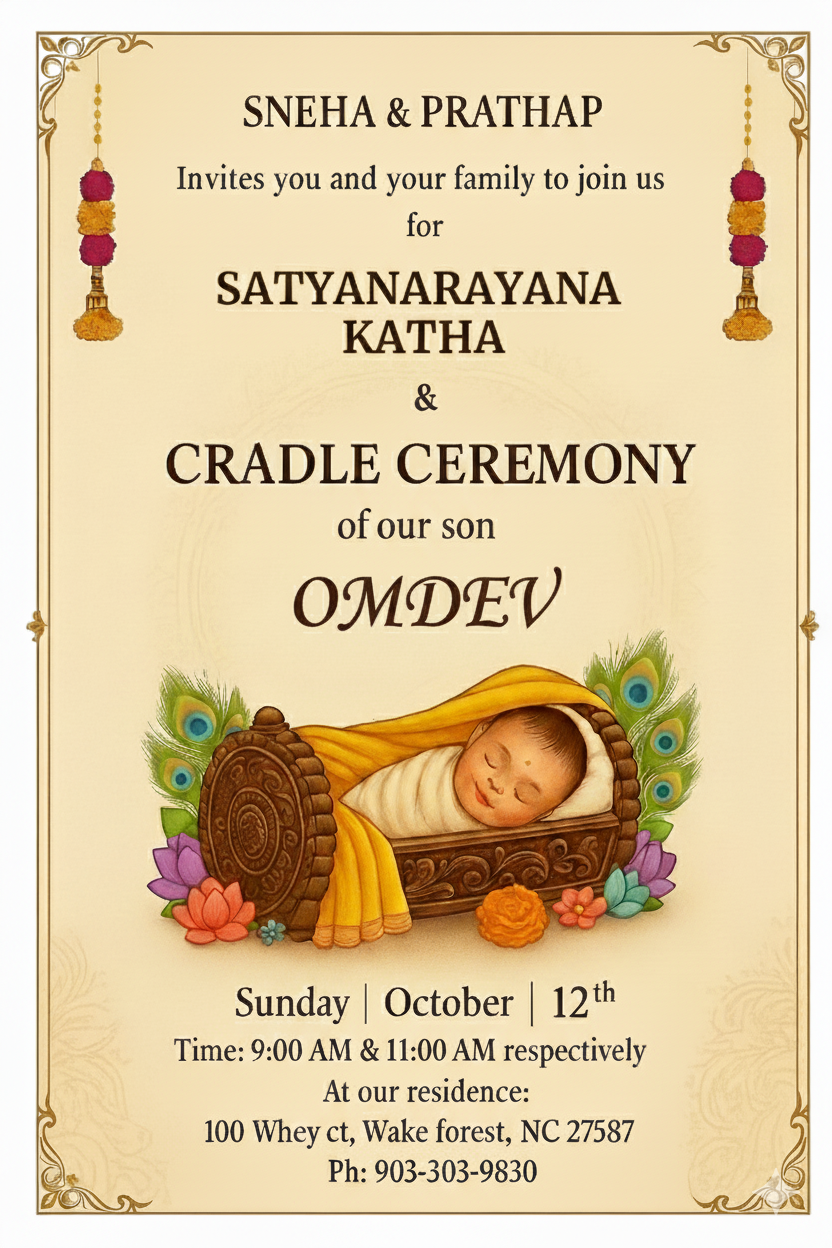 SNEHA & PRATHAP
Invites you and your family to join us
for
SATYANARAYANA
KATHA
&
CRADLE CEREMONY
of our son
OMDEV
Sunday | October | 12th
Time: 9:00 AM & 11:00 AM respectively
At our residence:
100 Whey ct, Wake forest, NC 27587
Ph: 903-303-9830